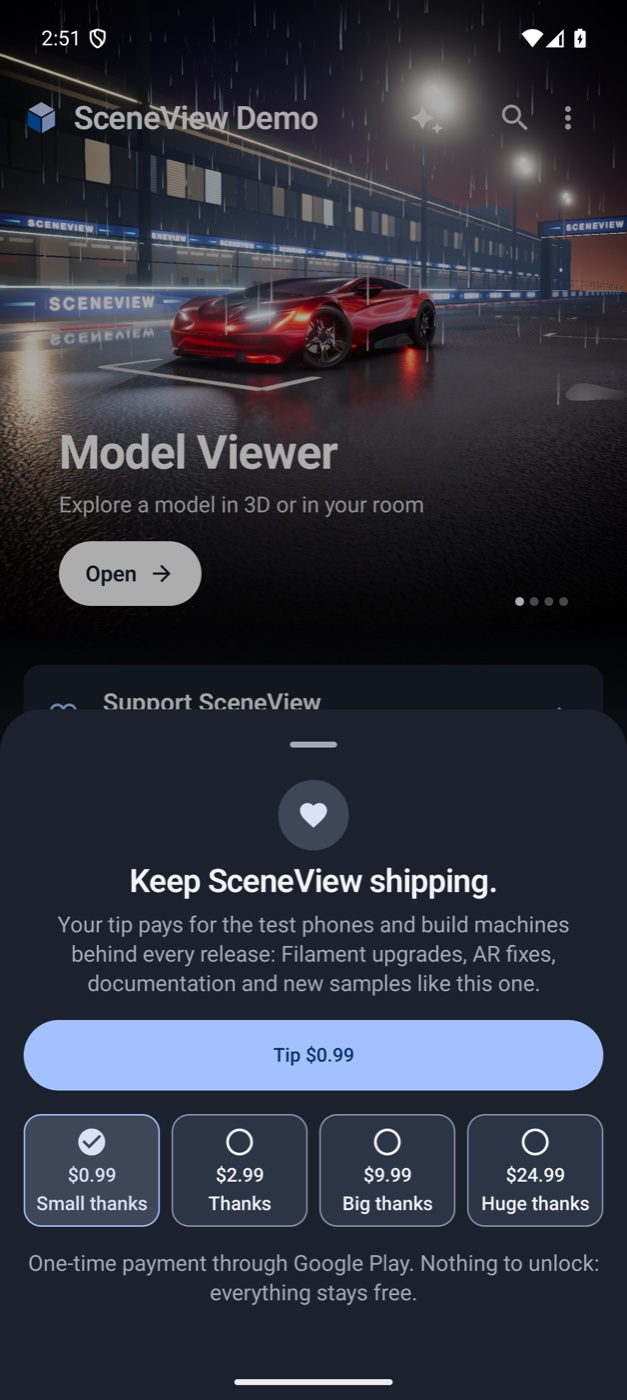 2:51
SceneView Demo
SCENEVIEW
SCENEVIEW
SCENEVIEW
SCENEVIEW
SCENEVIEW
SCENEVIEW
Model Viewer
Explore a model in 3D or in your room
Open
Support SceneView
Keep SceneView shipping.
Your tip pays for the test phones and build machines
behind every release: Filament upgrades, AR fixes,
documentation and new samples like this one.
Tip $0.99
$0.99
Small thanks
$2.99
Thanks
$9.99
Big thanks
$24.99
Huge thanks
One-time payment through Google Play. Nothing to unlock:
everything stays free.